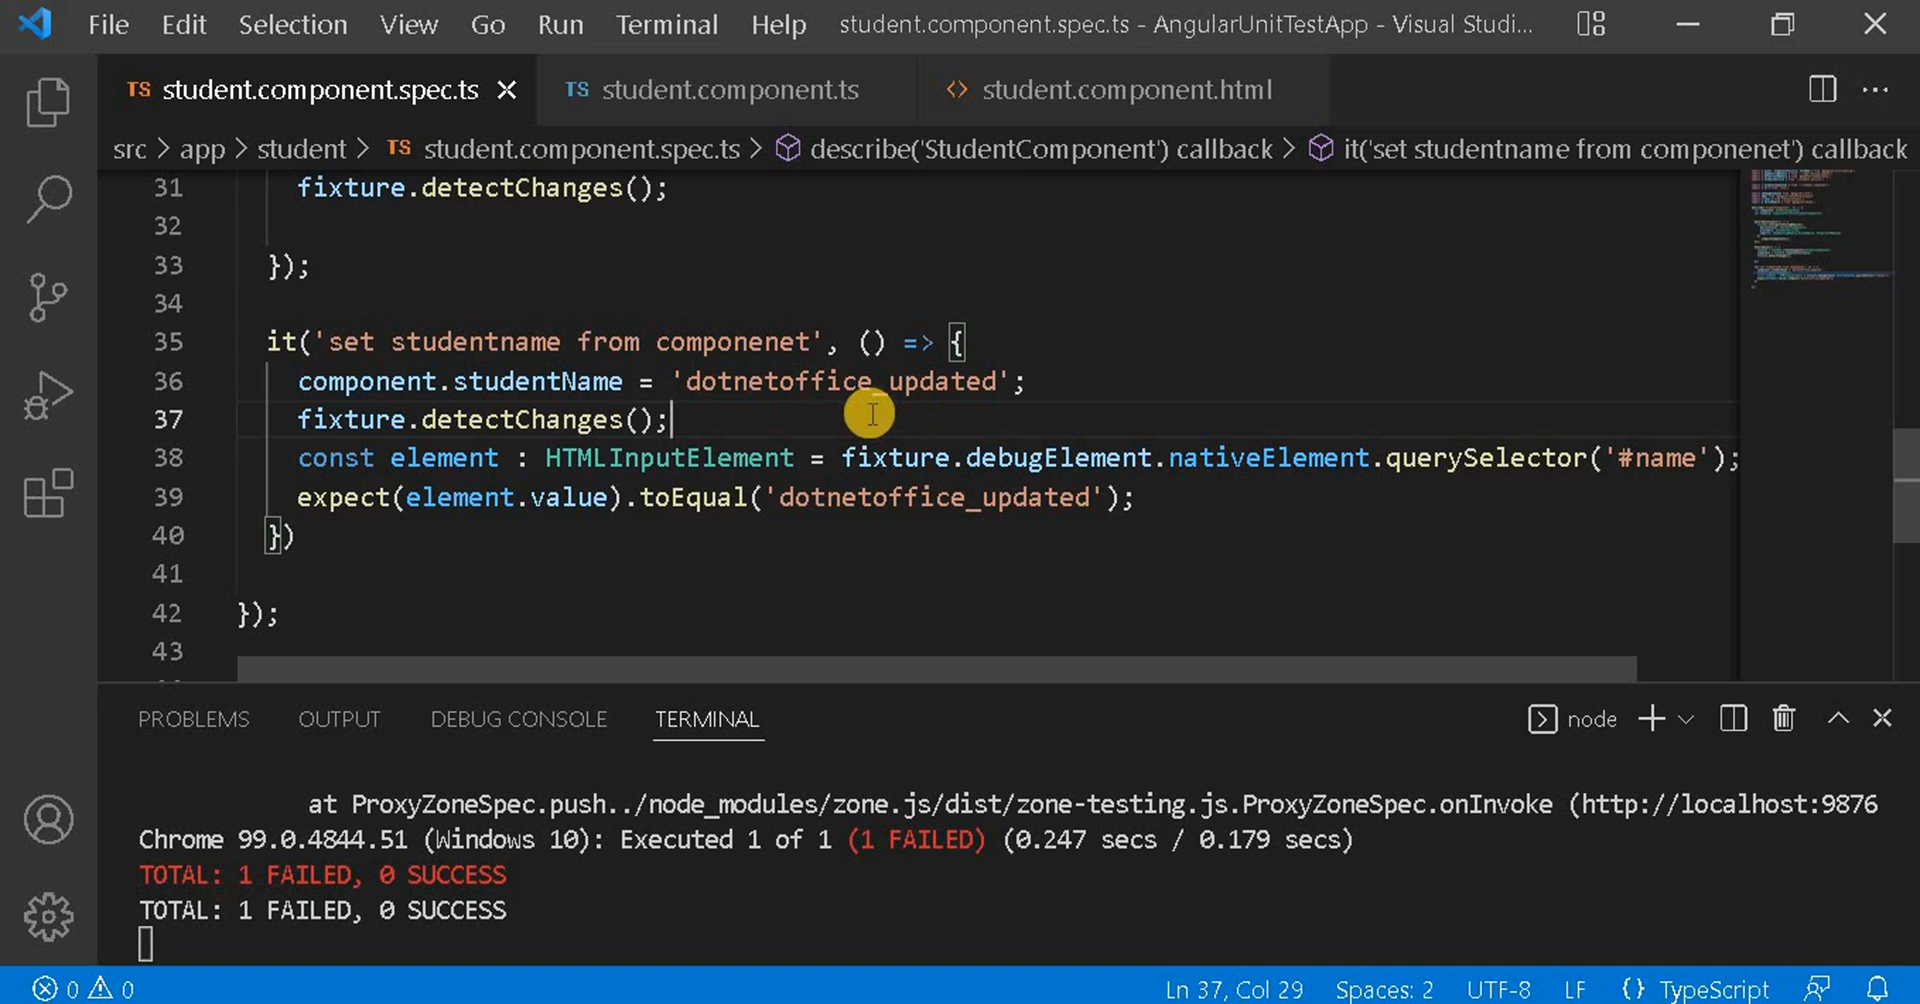 File Edit Selection View Go Run Terminal Help student.component.spec.ts - AngularUnitTestApp - Visual Studi...
TS student.component.spec.ts TS student.component.ts <> student.component.html ...
src > app > student > TS student.component.spec.ts > describe('StudentComponent') callback > it('set studentname from componenet') callback
31 fixture.detectChanges();
32
33 });
34
35 it('set studentname from componenet', () => {
36 component.studentName = 'dotnetoffice_updated';
37 fixture.detectChanges();
38 const element : HTMLInputElement = fixture.debugElement.nativeElement.querySelector('#name');
39 expect(element.value).toEqual('dotnetoffice_updated');
40 })
41
42 });
43
PROBLEMS OUTPUT DEBUG CONSOLE TERMINAL node
at ProxyZoneSpec.push../node_modules/zone.js/dist/zone-testing.js.ProxyZoneSpec.onInvoke (http://localhost:9876
Chrome 99.0.4844.51 (Windows 10): Executed 1 of 1 (1 FAILED) (0.247 secs / 0.179 secs)
TOTAL: 1 FAILED, 0 SUCCESS
TOTAL: 1 FAILED, 0 SUCCESS
0 0 Ln 37, Col 29 Spaces: 2 UTF-8 LF {} TypeScript